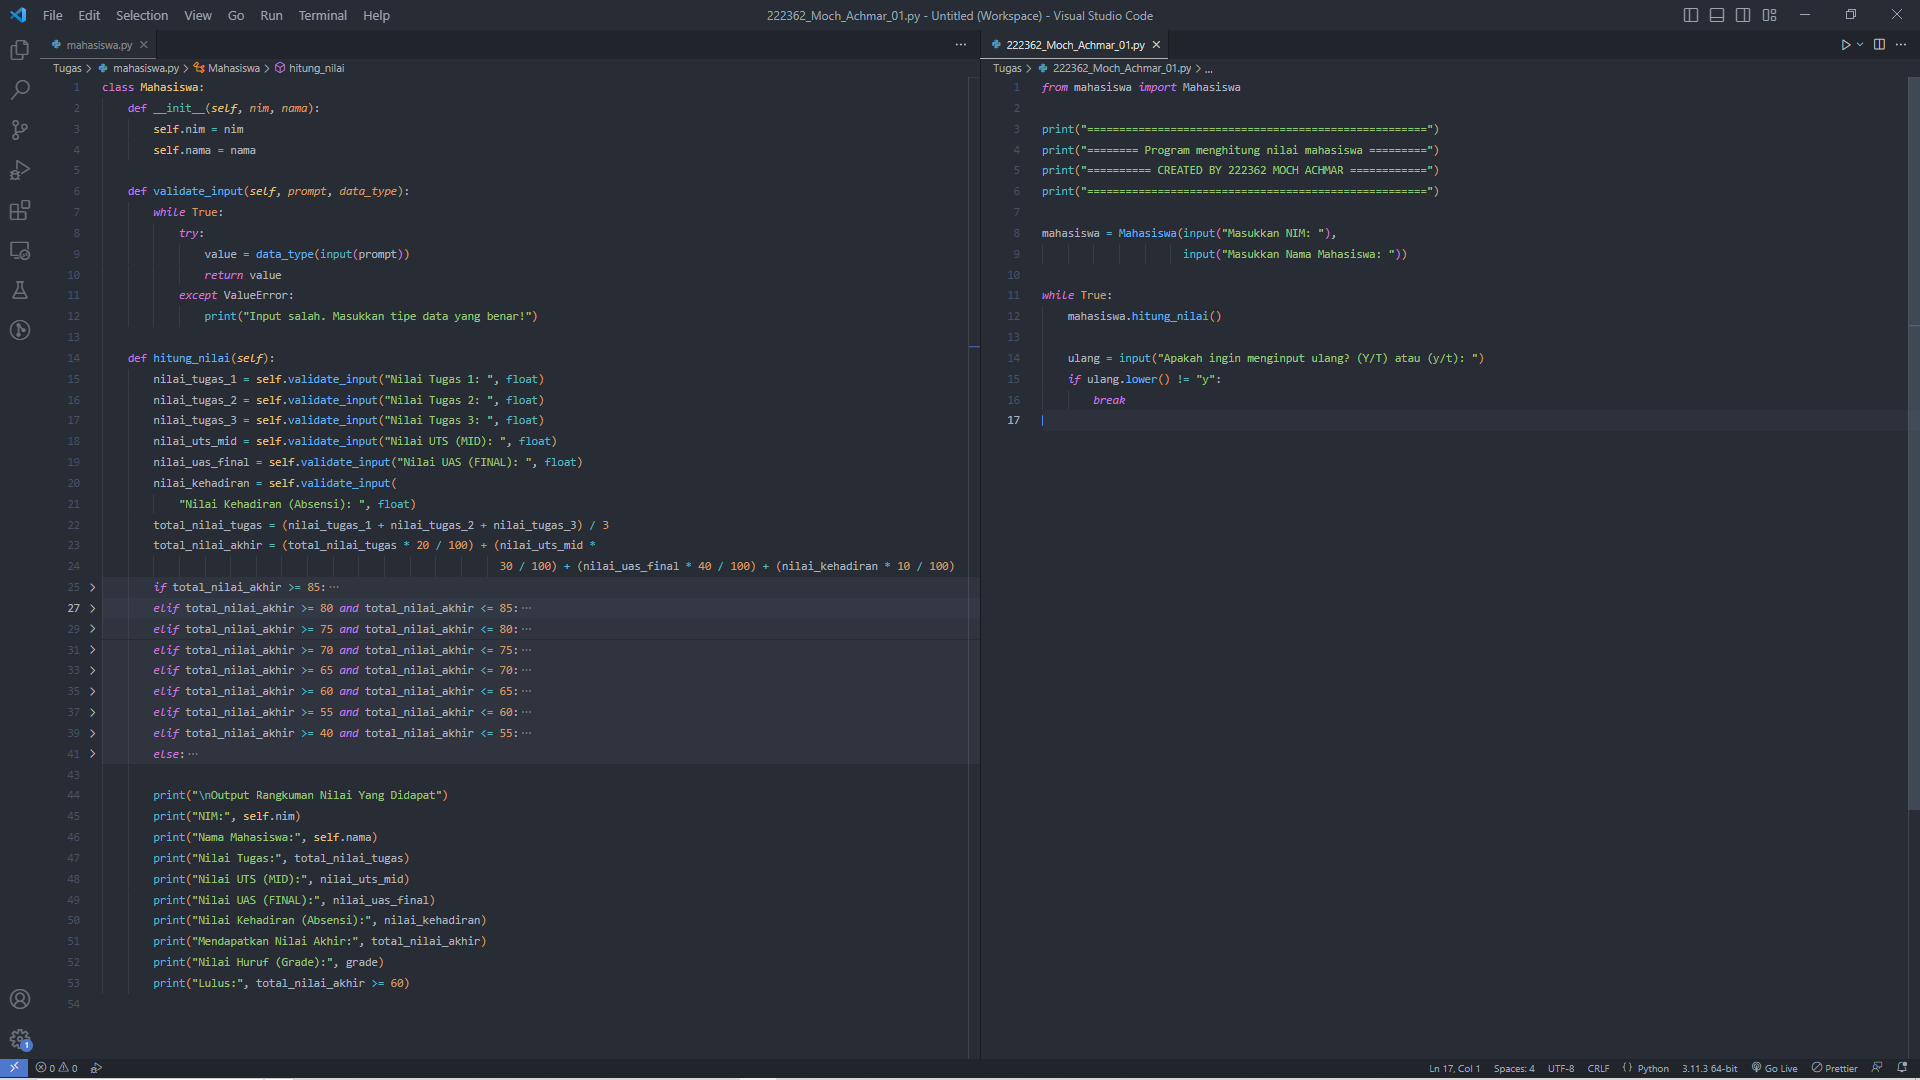 File Edit Selection View Go Run Terminal Help
222362_Moch_Achmar_01.py - Untitled (Workspace) - Visual Studio Code
mahasiswa.py
Tugas > mahasiswa.py > Mahasiswa > hitung_nilai
1 class Mahasiswa:
2     def __init__(self, nim, nama):
3         self.nim = nim
4         self.nama = nama
5
6     def validate_input(self, prompt, data_type):
7         while True:
8             try:
9                 value = data_type(input(prompt))
10                 return value
11             except ValueError:
12                 print("Input salah. Masukkan tipe data yang benar!")
13
14     def hitung_nilai(self):
15         nilai_tugas_1 = self.validate_input("Nilai Tugas 1: ", float)
16         nilai_tugas_2 = self.validate_input("Nilai Tugas 2: ", float)
17         nilai_tugas_3 = self.validate_input("Nilai Tugas 3: ", float)
18         nilai_uts_mid = self.validate_input("Nilai UTS (MID): ", float)
19         nilai_uas_final = self.validate_input("Nilai UAS (FINAL): ", float)
20         nilai_kehadiran = self.validate_input(
21             "Nilai Kehadiran (Absensi): ", float)
22         total_nilai_tugas = (nilai_tugas_1 + nilai_tugas_2 + nilai_tugas_3) / 3
23         total_nilai_akhir = (total_nilai_tugas * 20 / 100) + (nilai_uts_mid *
24                                                               30 / 100) + (nilai_uas_final * 40 / 100) + (nilai_kehadiran * 10 / 100)
25 >         if total_nilai_akhir >= 85:···
27 >         elif total_nilai_akhir >= 80 and total_nilai_akhir <= 85:···
29 >         elif total_nilai_akhir >= 75 and total_nilai_akhir <= 80:···
31 >         elif total_nilai_akhir >= 70 and total_nilai_akhir <= 75:···
33 >         elif total_nilai_akhir >= 65 and total_nilai_akhir <= 70:···
35 >         elif total_nilai_akhir >= 60 and total_nilai_akhir <= 65:···
37 >         elif total_nilai_akhir >= 55 and total_nilai_akhir <= 60:···
39 >         elif total_nilai_akhir >= 40 and total_nilai_akhir <= 55:···
41 >         else:···
43
44         print("\nOutput Rangkuman Nilai Yang Didapat")
45         print("NIM:", self.nim)
46         print("Nama Mahasiswa:", self.nama)
47         print("Nilai Tugas:", total_nilai_tugas)
48         print("Nilai UTS (MID):", nilai_uts_mid)
49         print("Nilai UAS (FINAL):", nilai_uas_final)
50         print("Nilai Kehadiran (Absensi):", nilai_kehadiran)
51         print("Mendapatkan Nilai Akhir:", total_nilai_akhir)
52         print("Nilai Huruf (Grade):", grade)
53         print("Lulus:", total_nilai_akhir >= 60)
54
222362_Moch_Achmar_01.py
Tugas > 222362_Moch_Achmar_01.py > ...
1 from mahasiswa import Mahasiswa
2
3 print("=====================================================")
4 print("======== Program menghitung nilai mahasiswa =========")
5 print("========== CREATED BY 222362 MOCH ACHMAR ============")
6 print("=====================================================")
7
8 mahasiswa = Mahasiswa(input("Masukkan NIM: "),
9                       input("Masukkan Nama Mahasiswa: "))
10
11 while True:
12     mahasiswa.hitung_nilai()
13
14     ulang = input("Apakah ingin menginput ulang? (Y/T) atau (y/t): ")
15     if ulang.lower() != "y":
16         break
17
1
0 0
Ln 17, Col 1 Spaces: 4 UTF-8 CRLF { } Python 3.11.3 64-bit Go Live Prettier